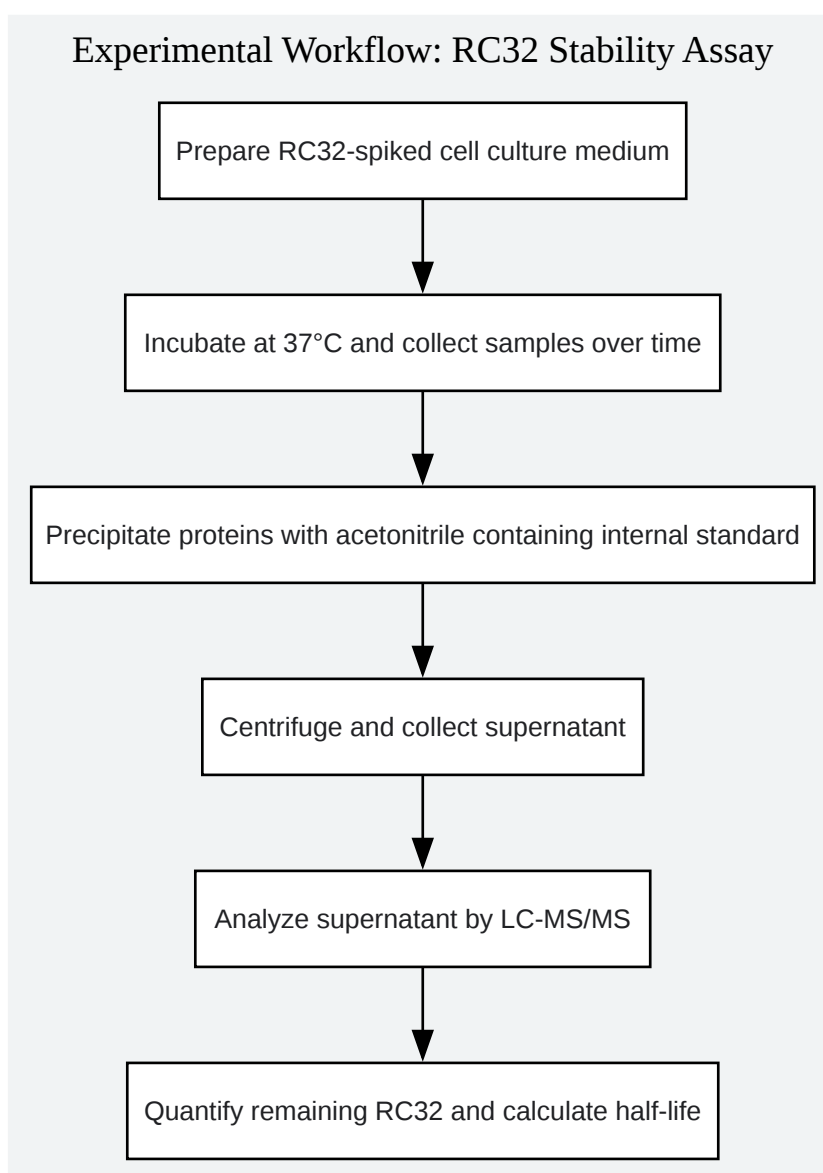 Experimental Workflow: RC32 Stability Assay
Prepare RC32-spiked cell culture medium
Incubate at 37°C and collect samples over time
Precipitate proteins with acetonitrile containing internal standard
Centrifuge and collect supernatant
Analyze supernatant by LC-MS/MS
Quantify remaining RC32 and calculate half-life